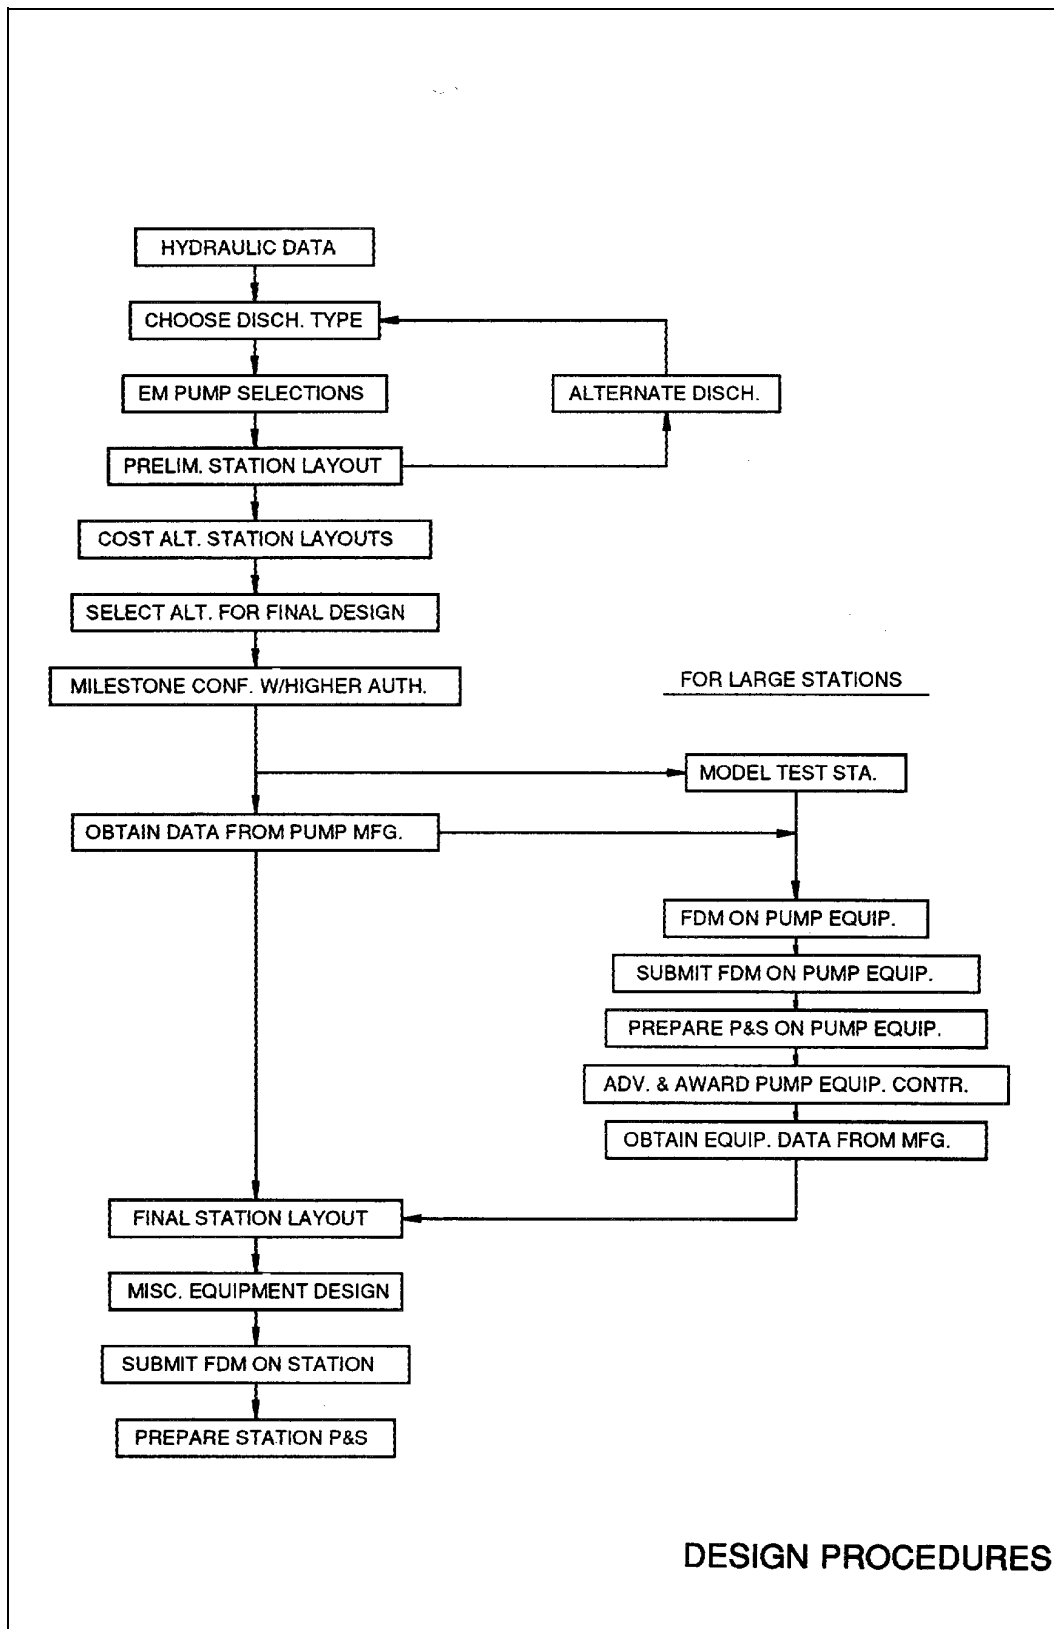 HYDRAULIC DATA
CHOOSE DISCH. TYPE
EM PUMP SELECTIONS
ALTERNATE DISCH.
PRELIM. STATION LAYOUT
COST ALT. STATION LAYOUTS
SELECT ALT. FOR FINAL DESIGN
MILESTONE CONF. W/HIGHER AUTH.
FOR LARGE STATIONS
MODEL TEST STA.
OBTAIN DATA FROM PUMP MFG.
FDM ON PUMP EQUIP.
SUBMIT FDM ON PUMP EQUIP.
PREPARE P&S ON PUMP EQUIP.
ADV. & AWARD PUMP EQUIP. CONTR.
OBTAIN EQUIP. DATA FROM MFG.
FINAL STATION LAYOUT
MISC. EQUIPMENT DESIGN
SUBMIT FDM ON STATION
PREPARE STATION P&S
DESIGN PROCEDURES